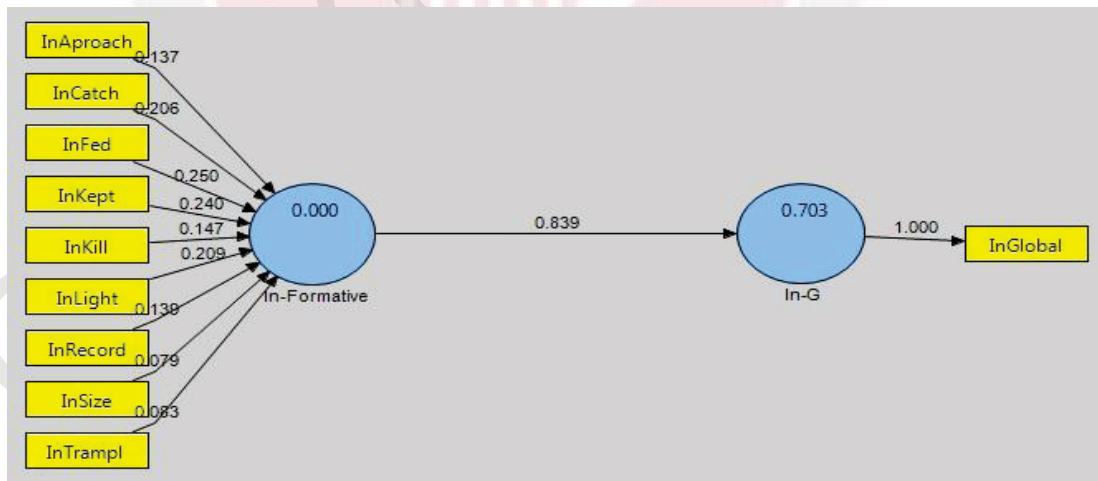 InAproach
0.137
InCatch
0.206
InFed
0.250
InKept
0.240
InKill
0.147
InLight
0.209
InRecord
0.139
InSize
0.079
InTrampl
0.083
0.000
In-Formative
0.839
0.703
In-G
1.000
InGlobal